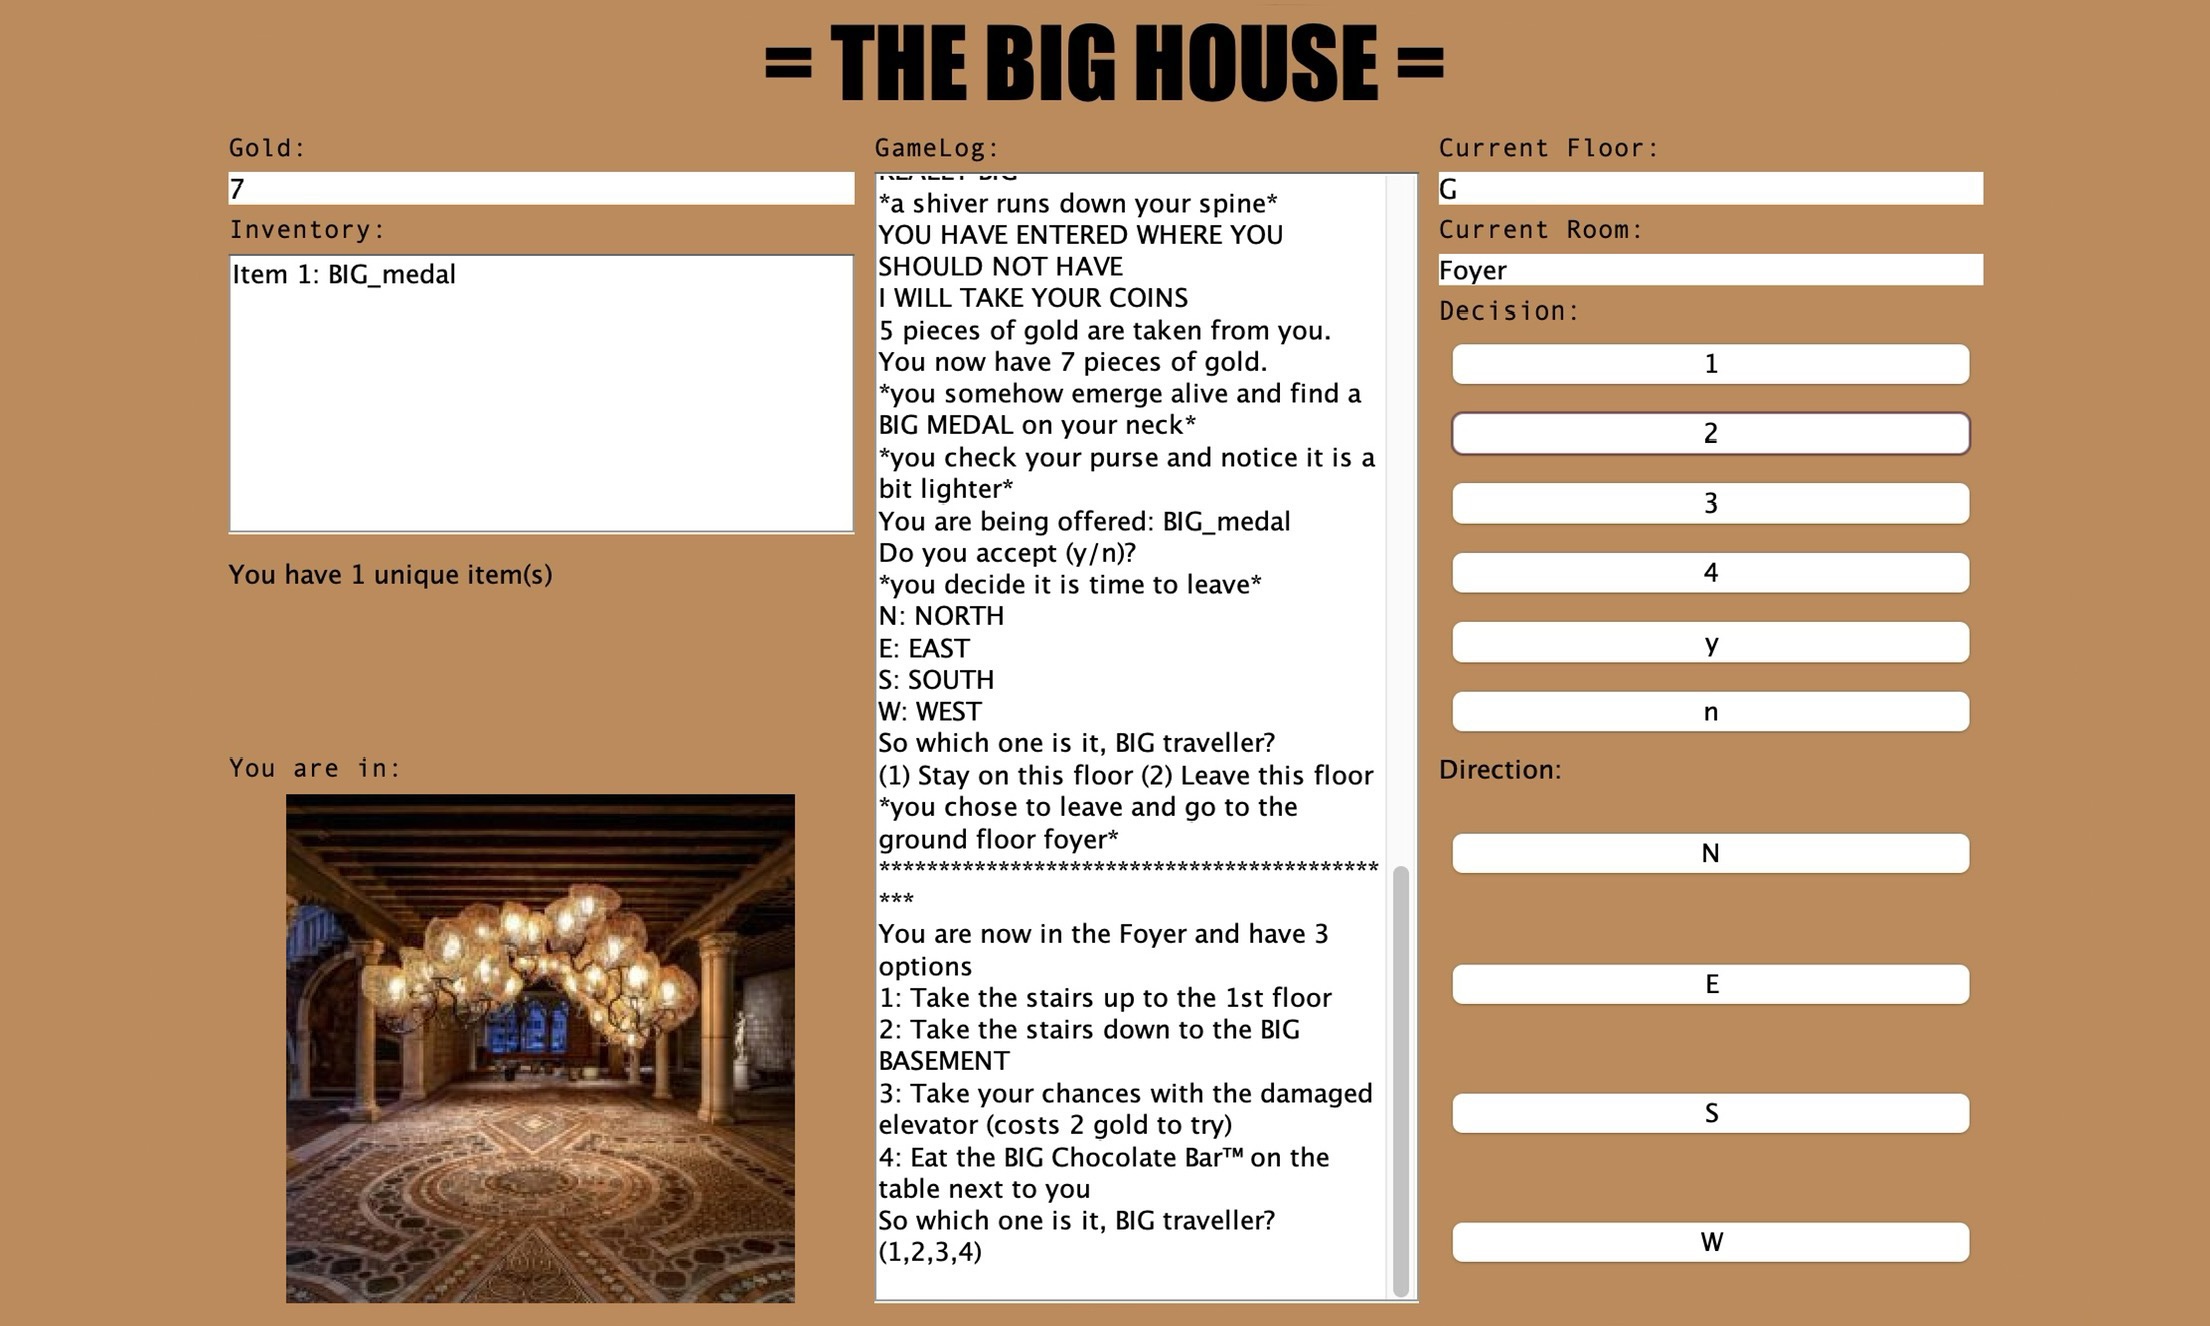 = THE BIG HOUSE =
Gold:
7
Inventory:
Item 1: BIG_medal
You have 1 unique item(s)
You are in:
GameLog:
REALLY BIG
*a shiver runs down your spine*
YOU HAVE ENTERED WHERE YOU
SHOULD NOT HAVE
I WILL TAKE YOUR COINS
5 pieces of gold are taken from you.
You now have 7 pieces of gold.
*you somehow emerge alive and find a
BIG MEDAL on your neck*
*you check your purse and notice it is a
bit lighter*
You are being offered: BIG_medal
Do you accept (y/n)?
*you decide it is time to leave*
N: NORTH
E: EAST
S: SOUTH
W: WEST
So which one is it, BIG traveller?
(1) Stay on this floor (2) Leave this floor
*you chose to leave and go to the
ground floor foyer*
******************************************
***
You are now in the Foyer and have 3
options
1: Take the stairs up to the 1st floor
2: Take the stairs down to the BIG
BASEMENT
3: Take your chances with the damaged
elevator (costs 2 gold to try)
4: Eat the BIG Chocolate Bar™ on the
table next to you
So which one is it, BIG traveller?
(1,2,3,4)
Current Floor:
G
Current Room:
Foyer
Decision:
1
2
3
4
y
n
Direction:
N
E
S
W